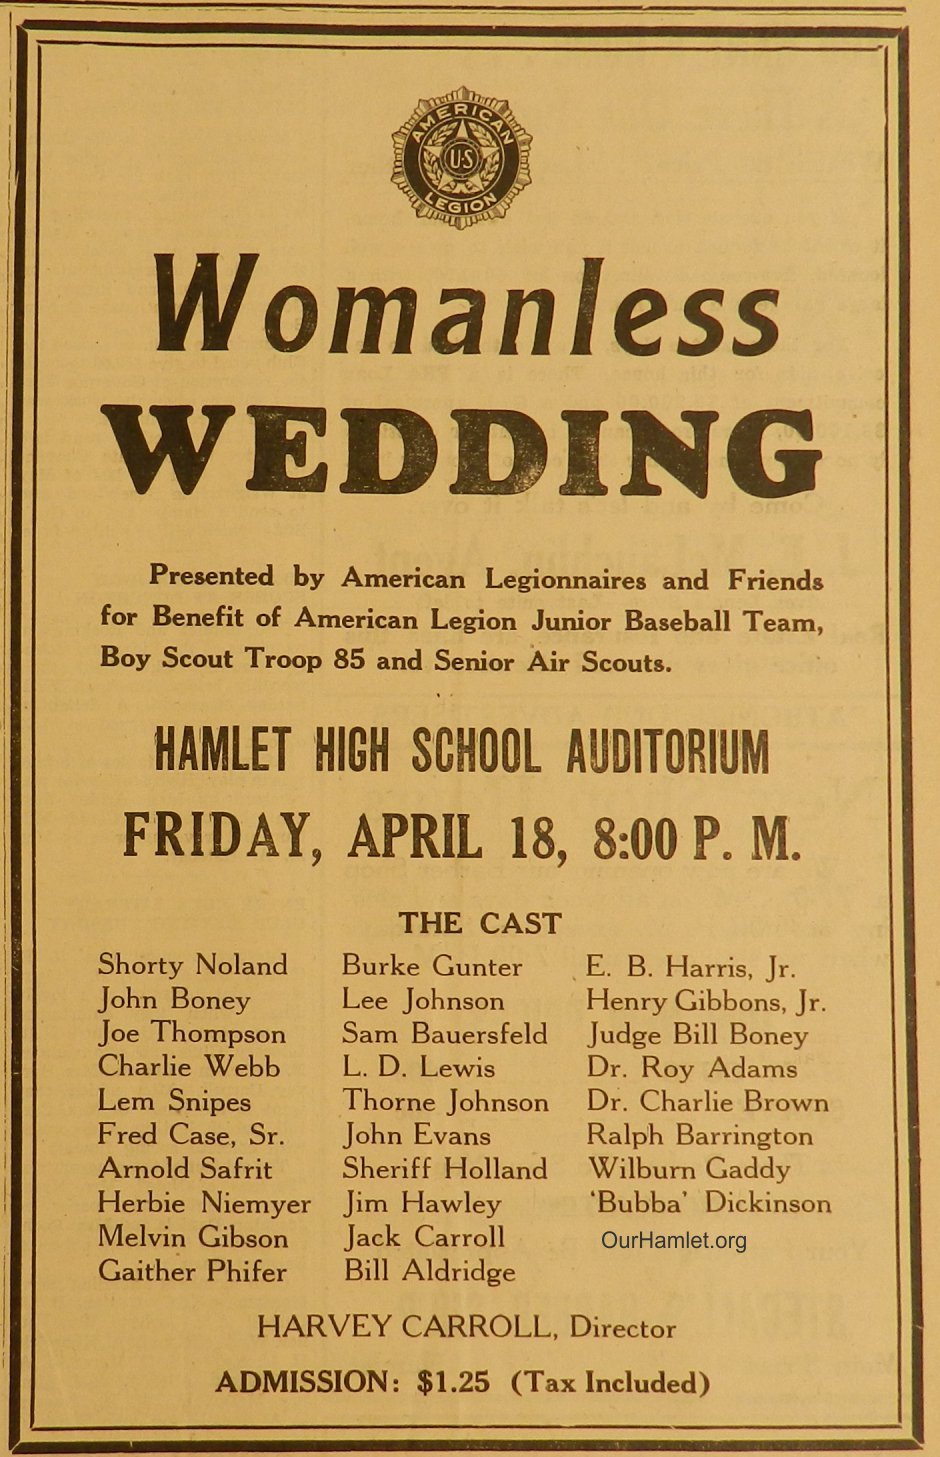 AMERICAN
U·S
LEGION
Womanless
WEDDING
Presented by American Legionnaires and Friends
for Benefit of American Legion Junior Baseball Team,
Boy Scout Troop 85 and Senior Air Scouts.
HAMLET HIGH SCHOOL AUDITORIUM
FRIDAY, APRIL 18, 8:00 P. M.
THE CAST
Shorty Noland
John Boney
Joe Thompson
Charlie Webb
Lem Snipes
Fred Case, Sr.
Arnold Safrit
Herbie Niemyer
Melvin Gibson
Gaither Phifer
Burke Gunter
Lee Johnson
Sam Bauersfeld
L. D. Lewis
Thorne Johnson
John Evans
Sheriff Holland
Jim Hawley
Jack Carroll
Bill Aldridge
E. B. Harris, Jr.
Henry Gibbons, Jr.
Judge Bill Boney
Dr. Roy Adams
Dr. Charlie Brown
Ralph Barrington
Wilburn Gaddy
‘Bubba’ Dickinson
OurHamlet.org
HARVEY CARROLL, Director
ADMISSION: $1.25 (Tax Included)